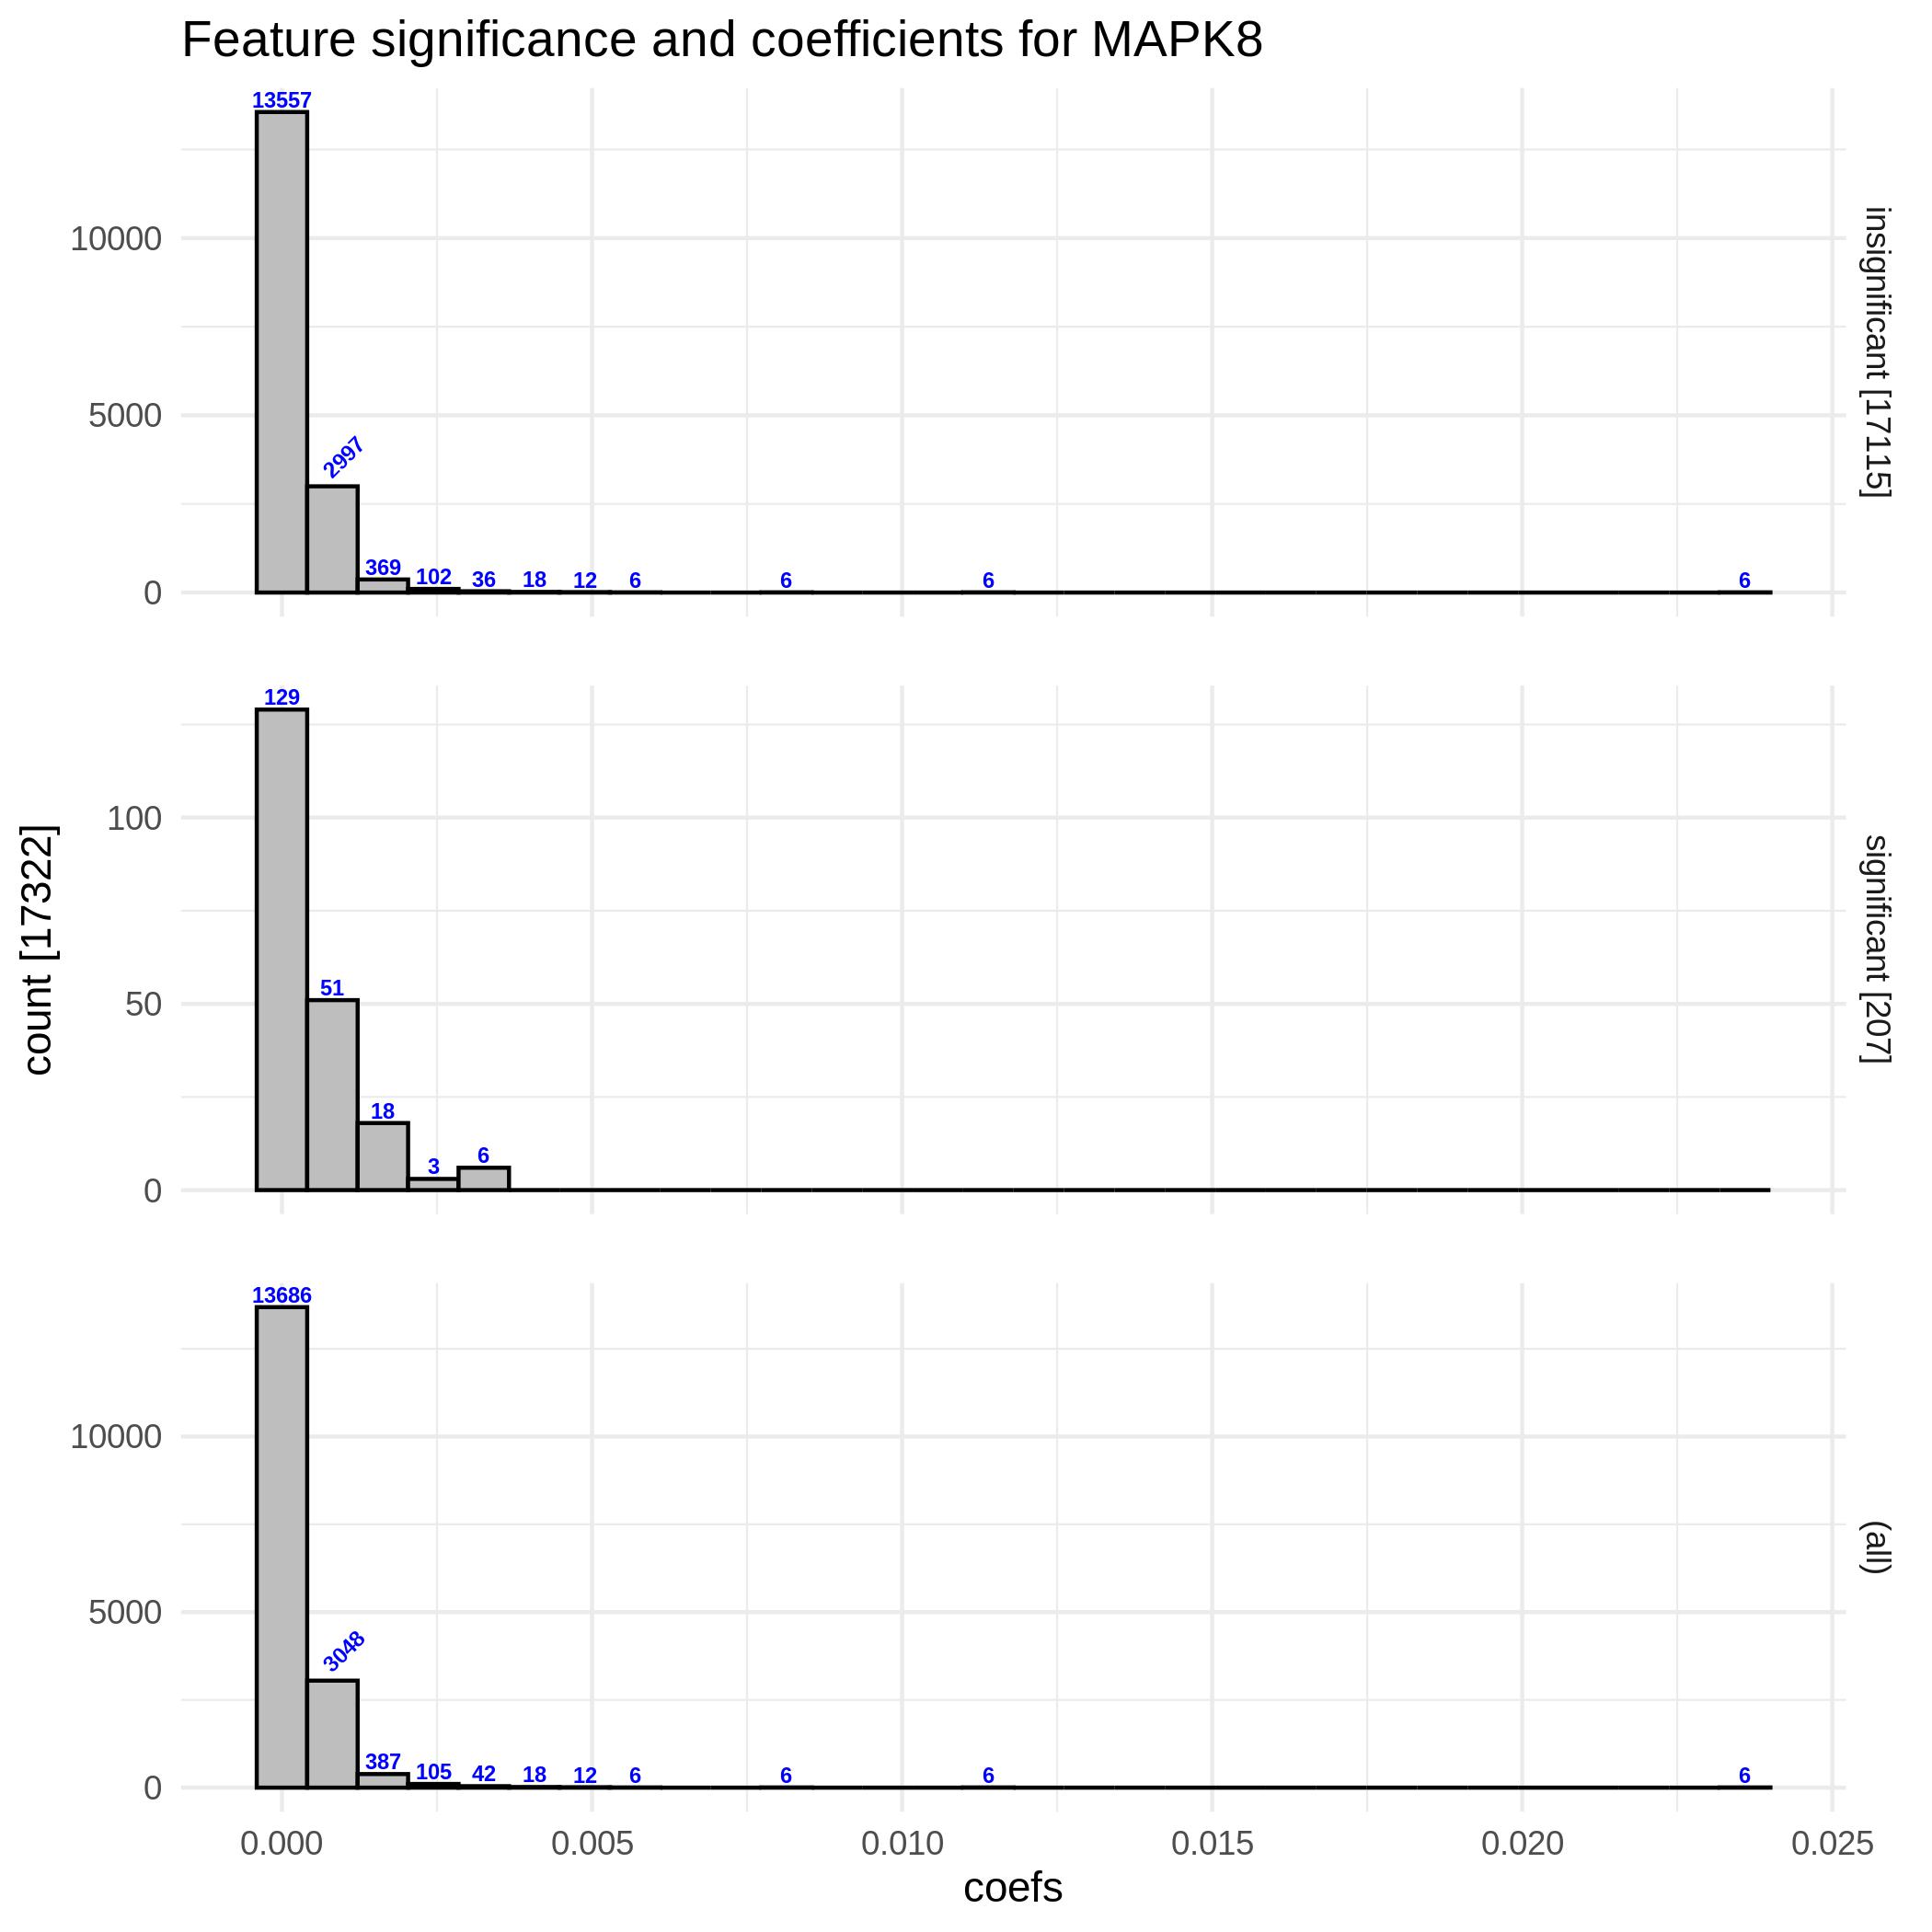 Feature significance and coefficients for MAPK8
13557
10000
5000
0
2997
369 102 36 18 12 6 6 6 6
insignificant [17115]
129
100
50
0
51
18
3
6
significant [207]
count [17322]
13686
10000
5000
0
3048
387 105 42 18 12 6 6 6 6
(all)
0.000 0.005 0.010 0.015 0.020 0.025
coefs